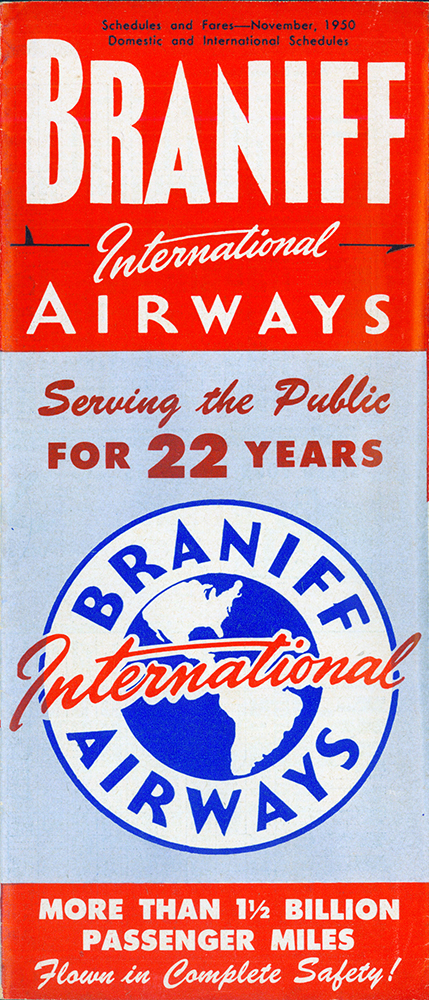 Schedules and Fares—November, 1950
Domestic and International Schedules
BRANIFF
International
AIRWAYS
Serving the Public
FOR 22 YEARS
BRANIFF
International
AIRWAYS
MORE THAN 1½ BILLION
PASSENGER MILES
Flown in Complete Safety!